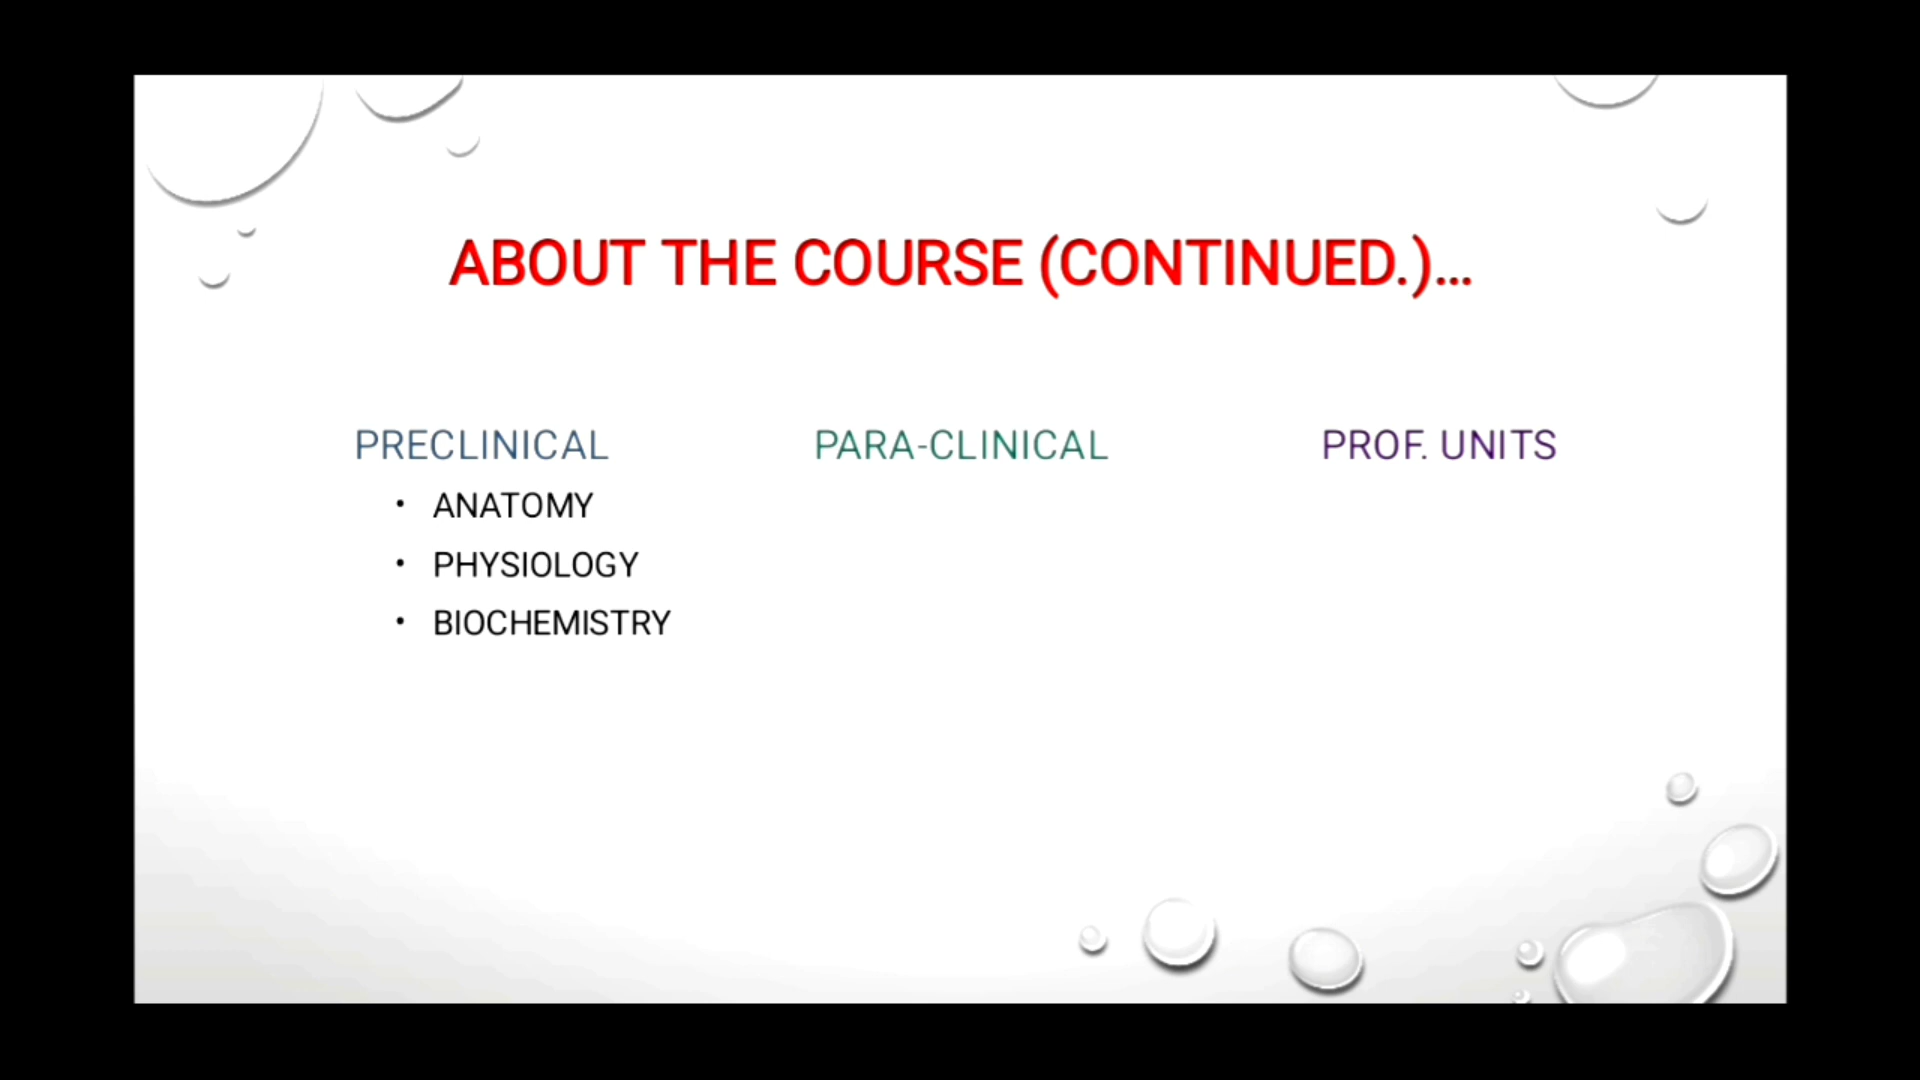 ABOUT THE COURSE (CONTINUED.)...
PRECLINICAL
• ANATOMY
• PHYSIOLOGY
• BIOCHEMISTRY
PARA-CLINICAL
PROF. UNITS